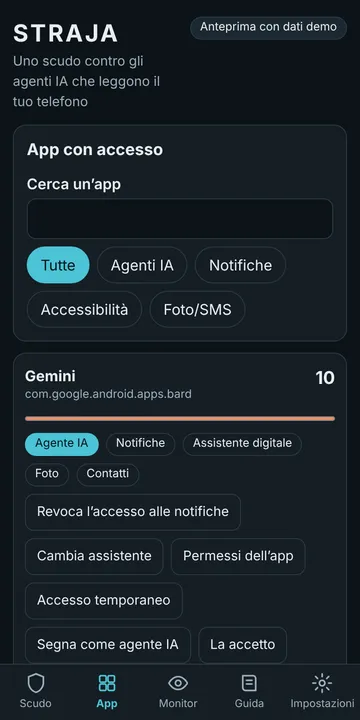 STRAJA
Anteprima con dati demo
Uno scudo contro gli
agenti IA che leggono il
tuo telefono
App con accesso
Cerca un’app
Tutte
Agenti IA
Notifiche
Accessibilità
Foto/SMS
Gemini
10
com.google.android.apps.bard
Agente IA
Notifiche
Assistente digitale
Foto
Contatti
Revoca l’accesso alle notifiche
Cambia assistente
Permessi dell’app
Accesso temporaneo
Segna come agente IA
La accetto
Scudo
App
Monitor
Guida
Impostazioni